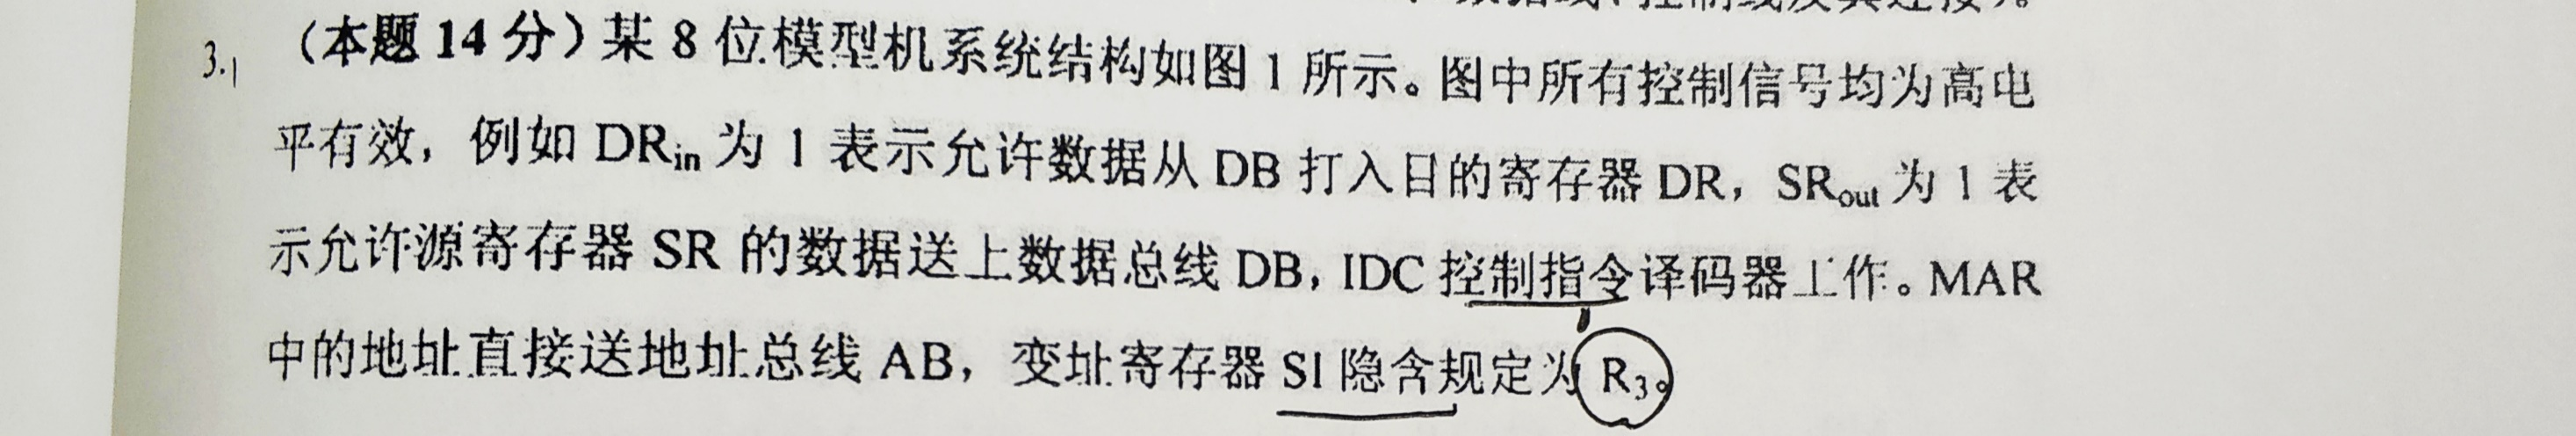 3.1 （本题 14 分）某 8 位模型机系统结构如图 1 所示。图中所有控制信号均为高电
平有效，例如 DRin 为 1 表示允许数据从 DB 打入目的寄存器 DR，SRout 为 1 表
示允许源寄存器 SR 的数据送上数据总线 DB，IDC 控制指令译码器工作。MAR
中的地址直接送地址总线 AB，变址寄存器 SI 隐含规定为 R3。